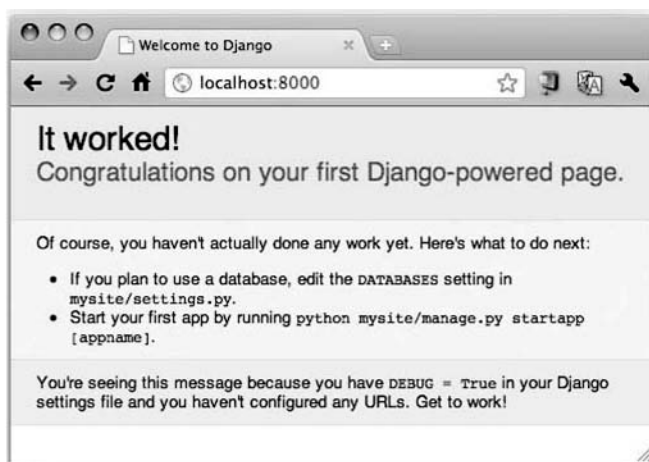 Welcome to Django
localhost:8000
It worked!
Congratulations on your first Django-powered page.
Of course, you haven't actually done any work yet. Here's what to do next:
• If you plan to use a database, edit the DATABASES setting in
mysite/settings.py.
• Start your first app by running python mysite/manage.py startapp
[appname].
You're seeing this message because you have DEBUG = True in your Django
settings file and you haven't configured any URLs. Get to work!